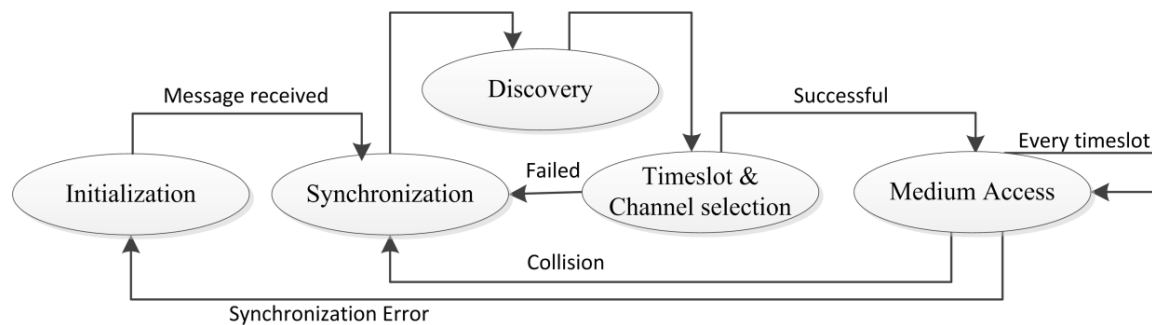 Discovery
Message received
Successful
Every timeslot
Initialization
Synchronization
Failed
Timeslot &
Channel selection
Medium Access
Collision
Synchronization Error